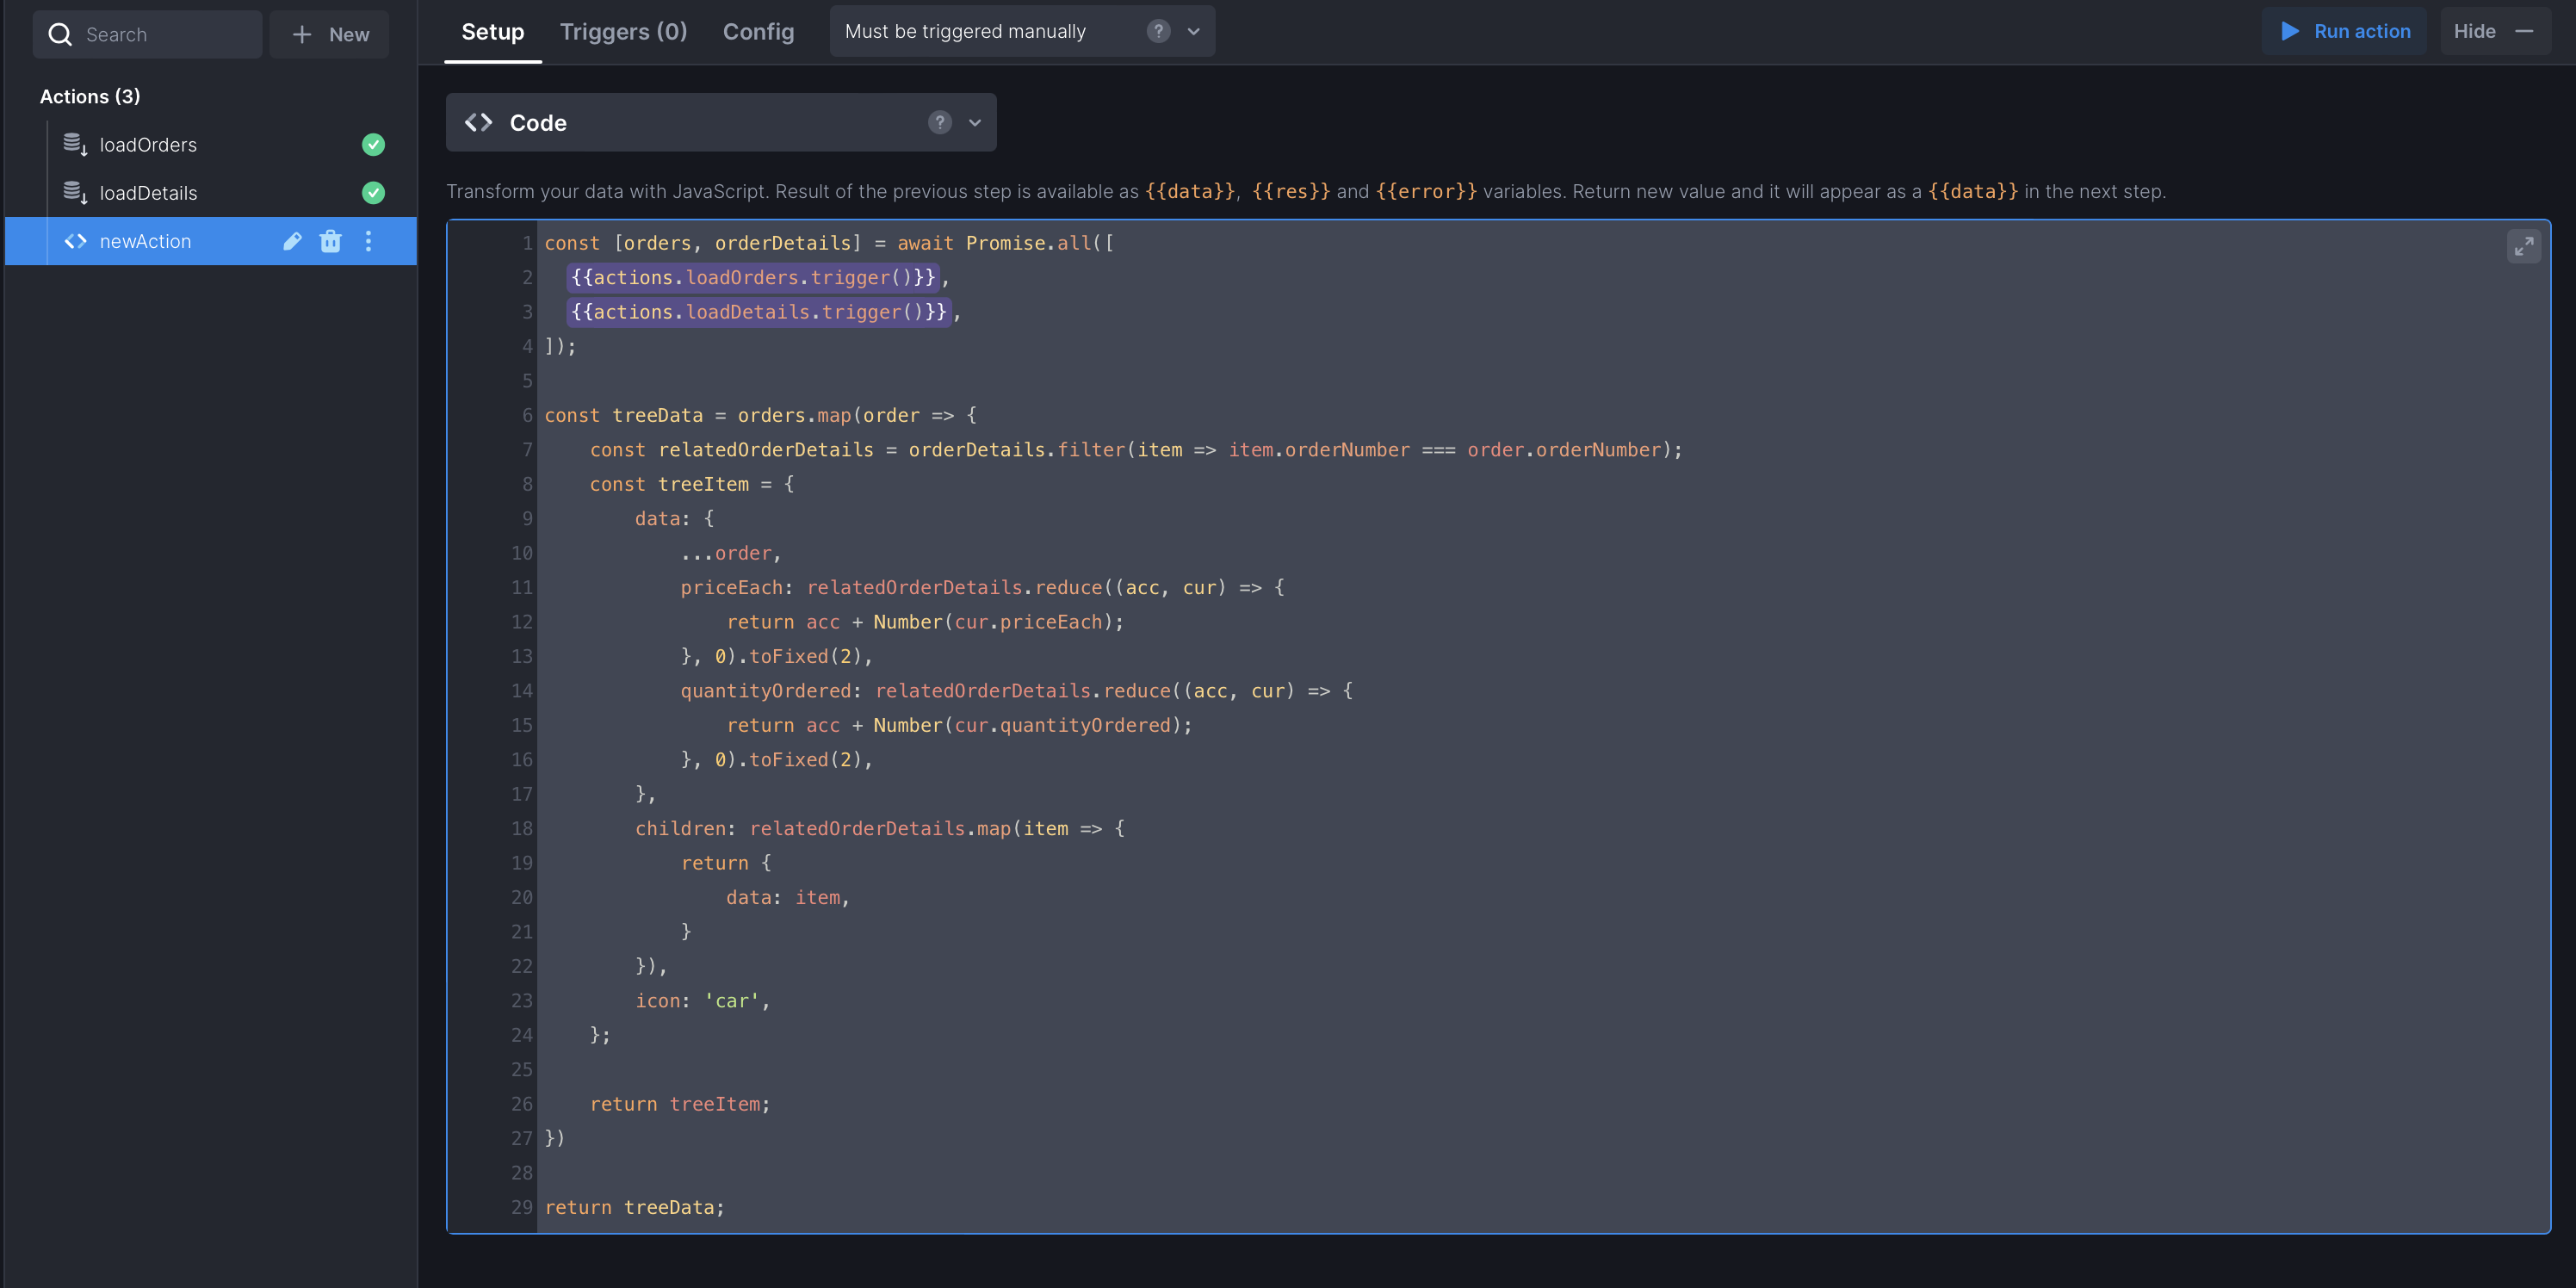 Search
New
Actions (3)
loadOrders
loadDetails
newAction
Setup
Triggers (0)
Config
Must be triggered manually ?
Run action
Hide
<> Code ?
Transform your data with JavaScript. Result of the previous step is available as {{data}}, {{res}} and {{error}} variables. Return new value and it will appear as a {{data}} in the next step.
1 const [orders, orderDetails] = await Promise.all([
2   {{actions.loadOrders.trigger()}},
3   {{actions.loadDetails.trigger()}},
4 ]);
5
6 const treeData = orders.map(order => {
7     const relatedOrderDetails = orderDetails.filter(item => item.orderNumber === order.orderNumber);
8     const treeItem = {
9         data: {
10             ...order,
11             priceEach: relatedOrderDetails.reduce((acc, cur) => {
12                 return acc + Number(cur.priceEach);
13             }, 0).toFixed(2),
14             quantityOrdered: relatedOrderDetails.reduce((acc, cur) => {
15                 return acc + Number(cur.quantityOrdered);
16             }, 0).toFixed(2),
17         },
18         children: relatedOrderDetails.map(item => {
19             return {
20                 data: item,
21             }
22         }),
23         icon: 'car',
24     };
25
26     return treeItem;
27 })
28
29 return treeData;